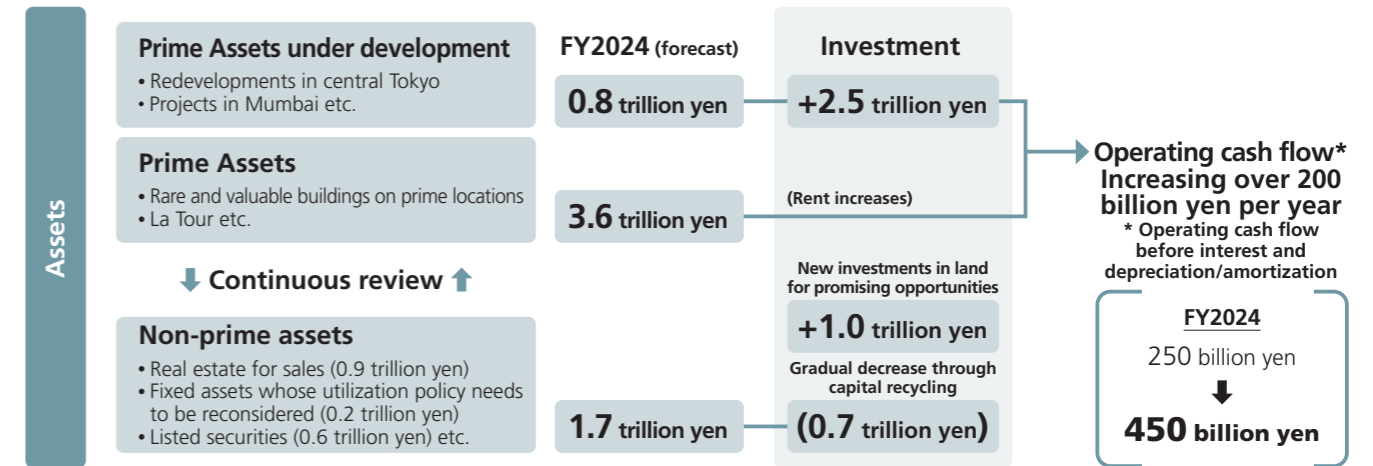 Assets
Prime Assets under development
• Redevelopments in central Tokyo
• Projects in Mumbai etc.
FY2024 (forecast)
0.8 trillion yen
Investment
+2.5 trillion yen
Prime Assets
• Rare and valuable buildings on prime locations
• La Tour etc.
3.6 trillion yen
(Rent increases)
Continuous review
New investments in land
for promising opportunities
+1.0 trillion yen
Non-prime assets
• Real estate for sales (0.9 trillion yen)
• Fixed assets whose utilization policy needs
to be reconsidered (0.2 trillion yen)
• Listed securities (0.6 trillion yen) etc.
1.7 trillion yen
Gradual decrease through
capital recycling
(0.7 trillion yen)
Operating cash flow*
Increasing over 200
billion yen per year
* Operating cash flow
before interest and
depreciation/amortization
FY2024
250 billion yen
450 billion yen